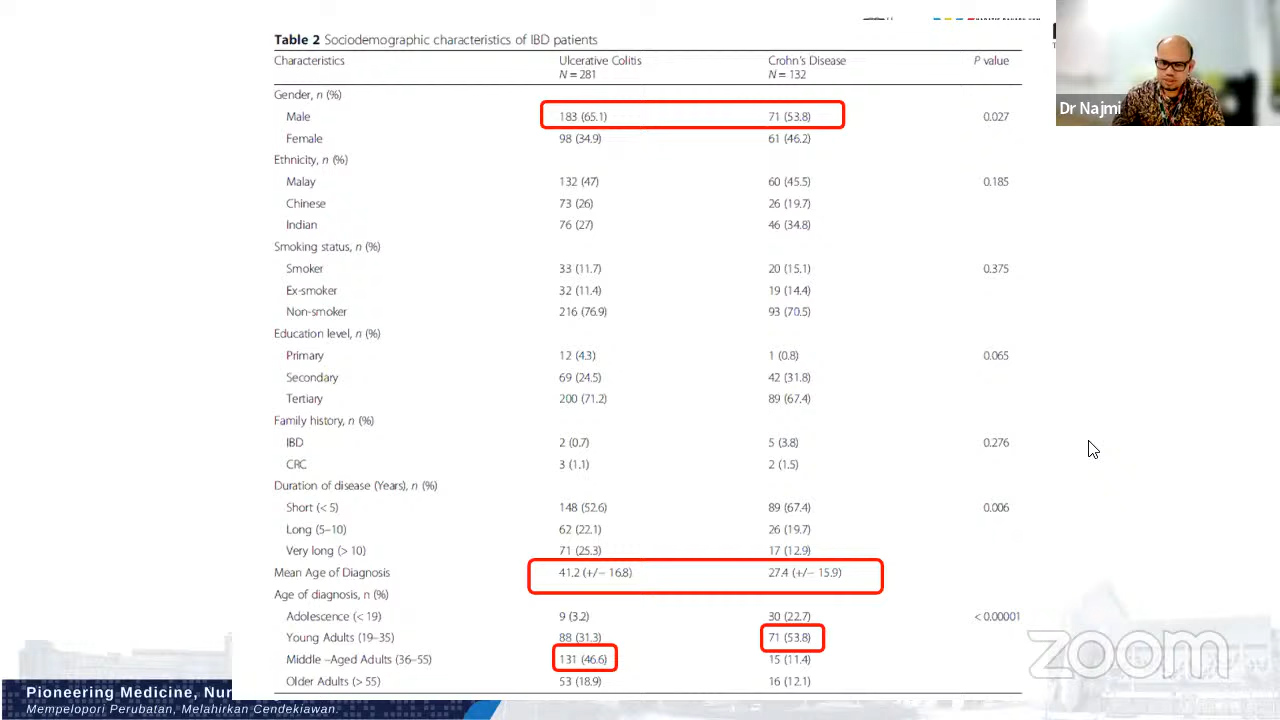 Table 2 Sociodemographic characteristics of IBD patients
Characteristics Ulcerative Colitis Crohn's Disease P value
N = 281 N = 132
Gender, n (%)
Male 183 (65.1) 71 (53.8) 0.027
Female 98 (34.9) 61 (46.2)
Ethnicity, n (%)
Malay 132 (47) 60 (45.5) 0.185
Chinese 73 (26) 26 (19.7)
Indian 76 (27) 46 (34.8)
Smoking status, n (%)
Smoker 33 (11.7) 20 (15.1) 0.375
Ex-smoker 32 (11.4) 19 (14.4)
Non-smoker 216 (76.9) 93 (70.5)
Education level, n (%)
Primary 12 (4.3) 1 (0.8) 0.065
Secondary 69 (24.5) 42 (31.8)
Tertiary 200 (71.2) 89 (67.4)
Family history, n (%)
IBD 2 (0.7) 5 (3.8) 0.276
CRC 3 (1.1) 2 (1.5)
Duration of disease (Years), n (%)
Short (< 5) 148 (52.6) 89 (67.4) 0.006
Long (5–10) 62 (22.1) 26 (19.7)
Very long (> 10) 71 (25.3) 17 (12.9)
Mean Age of Diagnosis 41.2 (+/− 16.8) 27.4 (+/− 15.9)
Age of diagnosis, n (%)
Adolescence (< 19) 9 (3.2) 30 (22.7) < 0.00001
Young Adults (19–35) 88 (31.3) 71 (53.8)
Middle –Aged Adults (36–55) 131 (46.6) 15 (11.4)
Older Adults (> 55) 53 (18.9) 16 (12.1)
Dr Najmi
zoom
Pioneering Medicine, Nur
Mempelopori Perubatan, Melahirkan Cendekiawan.